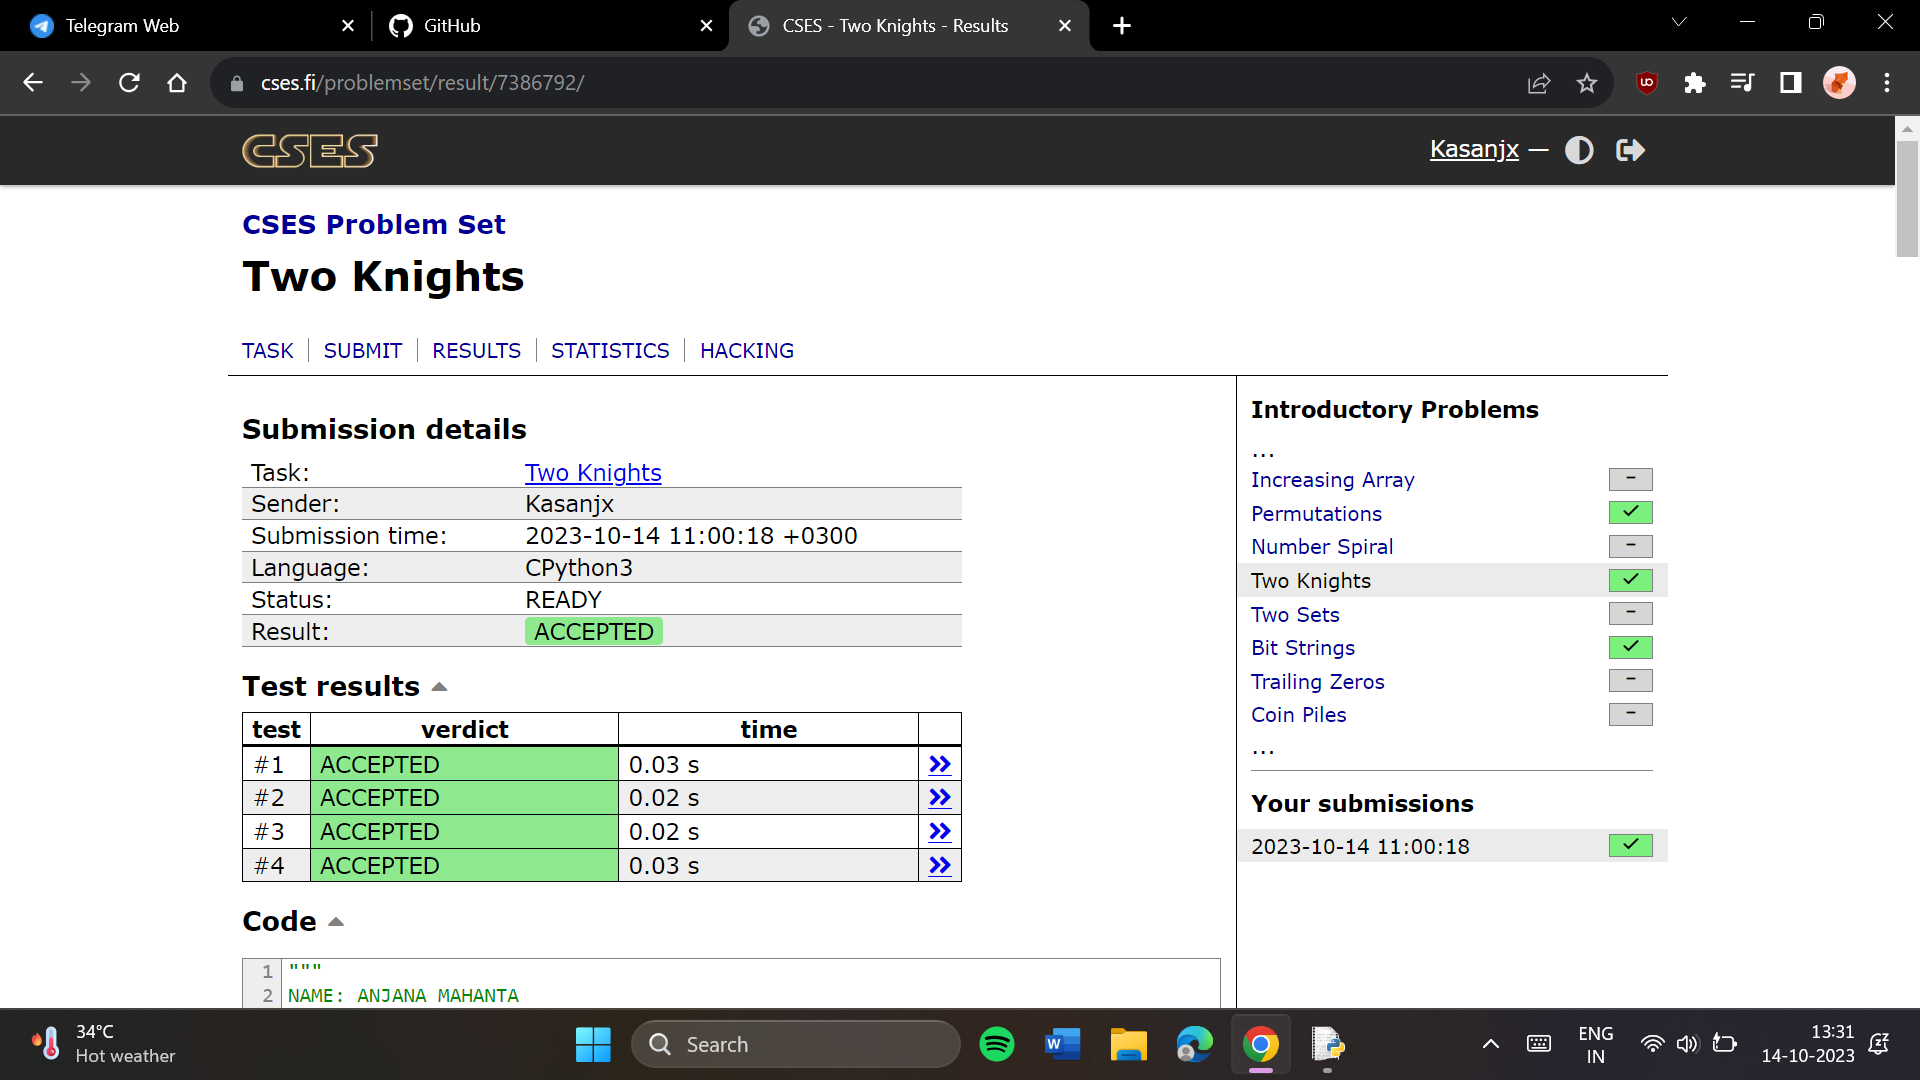 Telegram Web
GitHub
CSES - Two Knights - Results
cses.fi/problemset/result/7386792/
CSES
Kasanjx —
CSES Problem Set
Two Knights
TASK SUBMIT RESULTS STATISTICS HACKING
Submission details
Task: Two Knights
Sender: Kasanjx
Submission time: 2023-10-14 11:00:18 +0300
Language: CPython3
Status: READY
Result: ACCEPTED
Test results
test verdict time
#1 ACCEPTED 0.03 s
#2 ACCEPTED 0.02 s
#3 ACCEPTED 0.02 s
#4 ACCEPTED 0.03 s
Code
1 """
2 NAME: ANJANA MAHANTA
Introductory Problems
...
Increasing Array -
Permutations
Number Spiral -
Two Knights
Two Sets -
Bit Strings
Trailing Zeros -
Coin Piles -
...
Your submissions
2023-10-14 11:00:18
34°C
Hot weather
Search
ENG
IN
13:31
14-10-2023